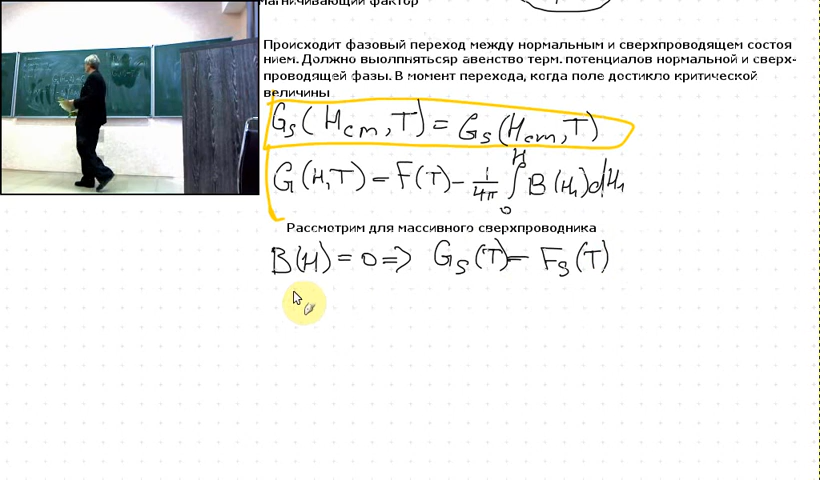 магничивающий фактор
Происходит фазовый переход между нормальным и сверхпроводящем состоя
нием. Должно выолпнятьсяр авенство терм. потенциалов нормальной и сверх-
проводящей фазы. В момент перехода, когда поле достикло критической
величины
G_s(H_cm, T) = G_s(H_cm, T)
G(H,T) = F(T) - 1/4π ∫_0^H B(H_1)dH_1
Рассмотрим для массивного сверхпроводника
B(H) = 0 => G_s(T) = F_s(T)